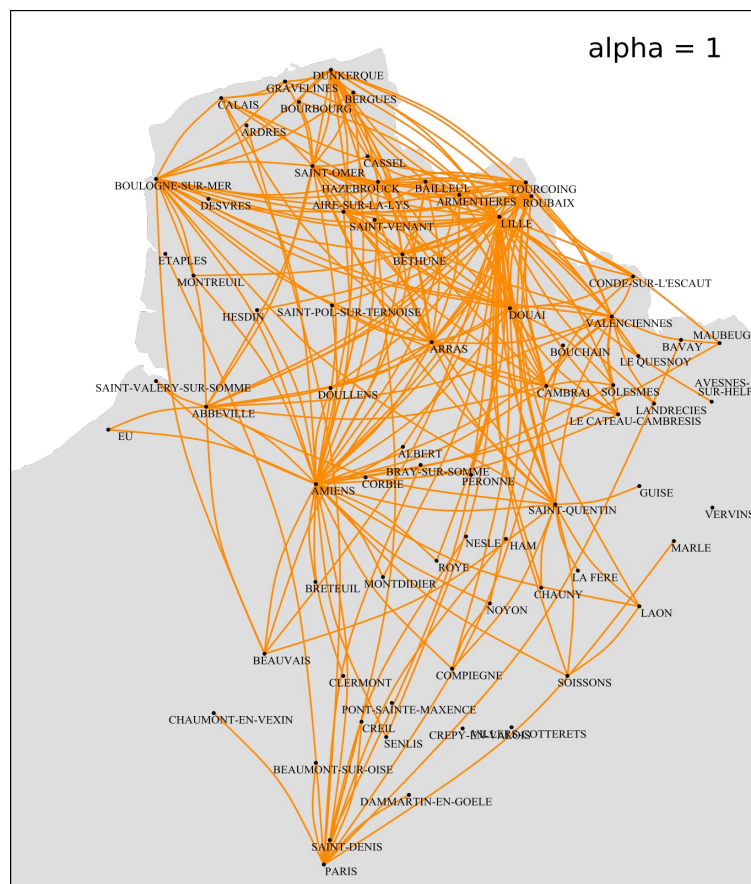 alpha = 1
DUNKERQUE
GRAVELINES
BERGUES
CALAIS
BOURBOURG
ARDRES
CASSEL
SAINT-OMER
BOULOGNE-SUR-MER
HAZEBROUCK
BAILLEUL
TOURCOING
DESVRES
AIRE-SUR-LA-LYS
ARMENTIERES
ROUBAIX
SAINT-VENANT
LILLE
ETAPLES
BETHUNE
MONTREUIL
CONDE-SUR-L'ESCAUT
HESDIN
SAINT-POL-SUR-TERNOISE
DOUAI
VALENCIENNES
MAUBEUG
ARRAS
BOUCHAIN
BAVAY
LE QUESNOY
SAINT-VALERY-SUR-SOMME
DOULLENS
CAMBRAI
SOLESMES
AVESNES-
SUR-HELP
ABBEVILLE
LANDRECIES
EU
LE CATEAU-CAMBRESIS
ALBERT
BRAY-SUR-SOMME
CORBIE
PERONNE
AMIENS
GUISE
SAINT-QUENTIN
VERVINS
NESLE
HAM
MARLE
ROYE
BRETEUIL
MONTDIDIER
LA FERE
CHAUNY
NOYON
LAON
BEAUVAIS
CLERMONT
COMPIEGNE
SOISSONS
PONT-SAINTE-MAXENCE
CHAUMONT-EN-VEXIN
CREIL
SENLIS
CREPY-EN-VALOIS
VILLERS-COTTERETS
BEAUMONT-SUR-OISE
DAMMARTIN-EN-GOELE
SAINT-DENIS
PARIS